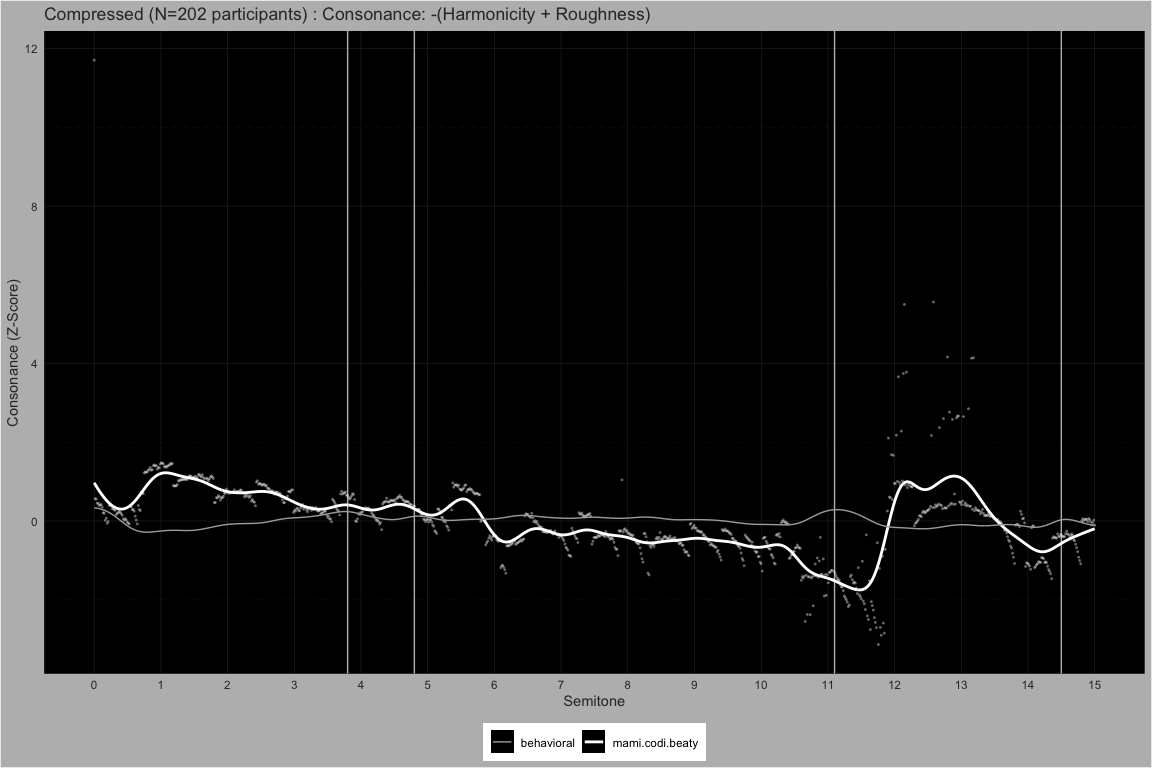 Compressed (N=202 participants) : Consonance: -(Harmonicity + Roughness)
Consonance (Z-Score)
12
8
4
0
0 1 2 3 4 5 6 7 8 9 10 11 12 13 14 15
Semitone
behavioral mami.codi.beaty